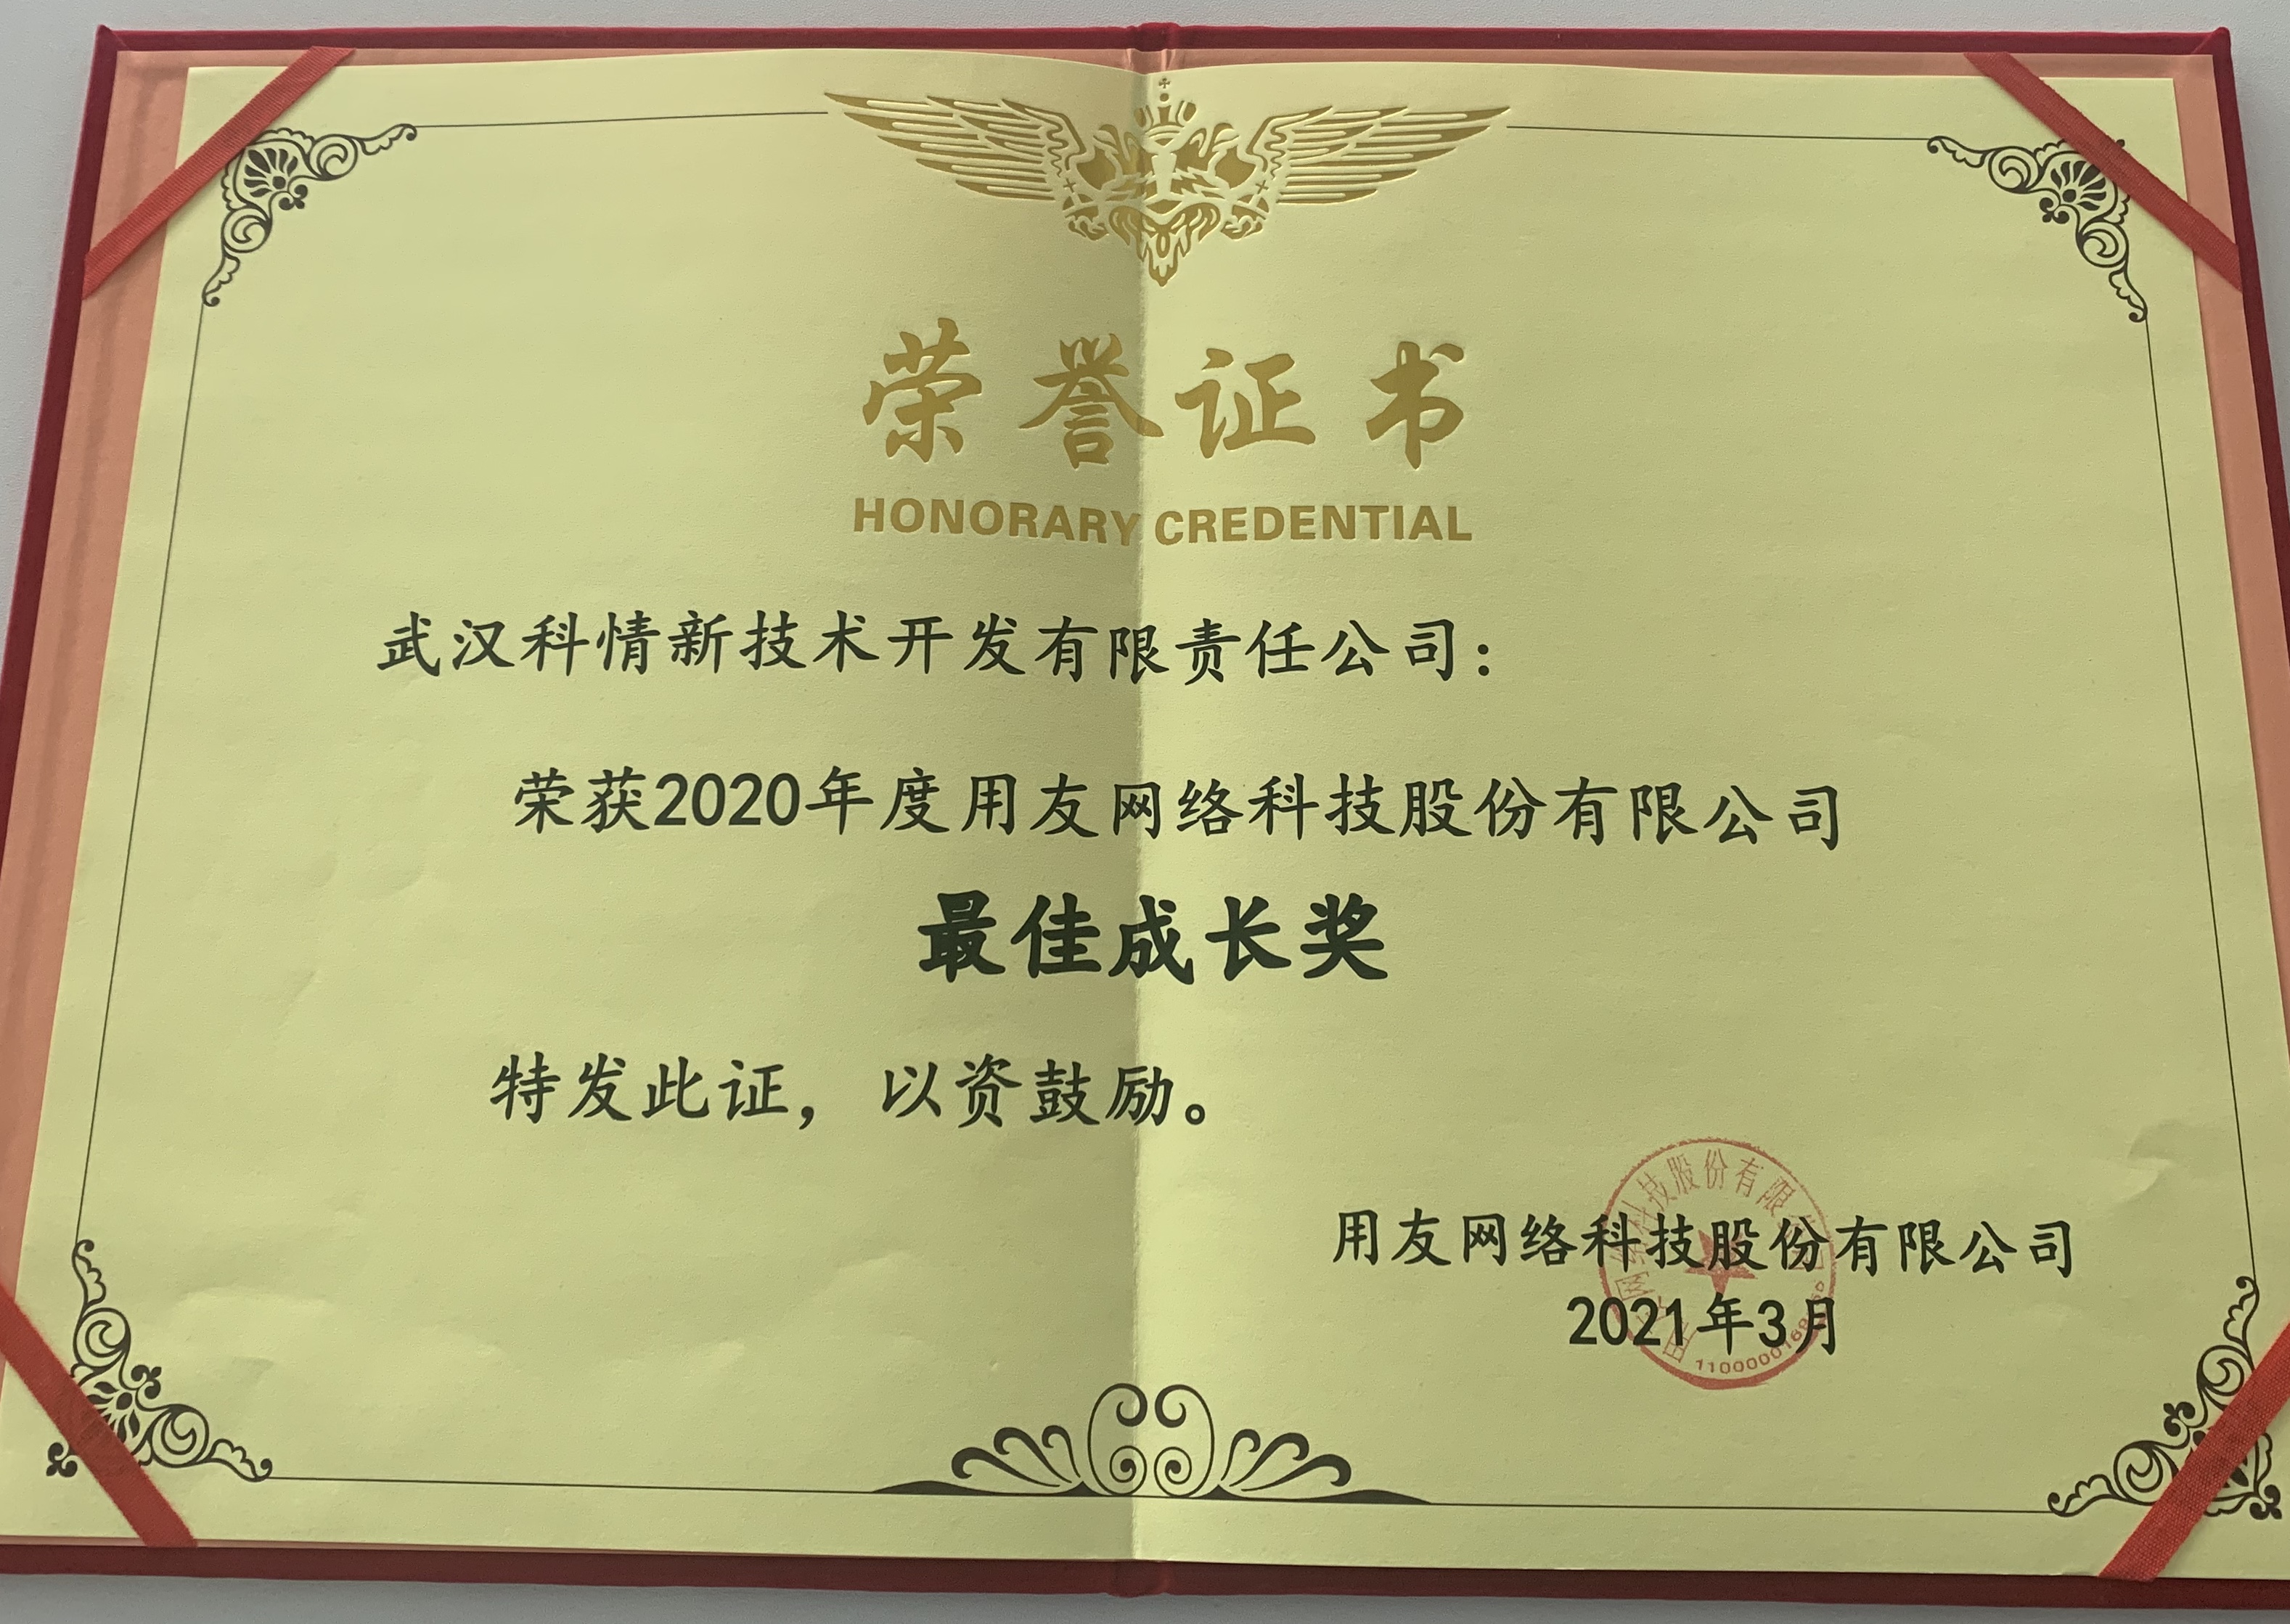 荣誉证书
HONORARY CREDENTIAL
武汉科情新技术开发有限责任公司：
荣获2020年度用友网络科技股份有限公司
最佳成长奖
特发此证，以资鼓励。
用友网络科技股份有限公司
2021年3月